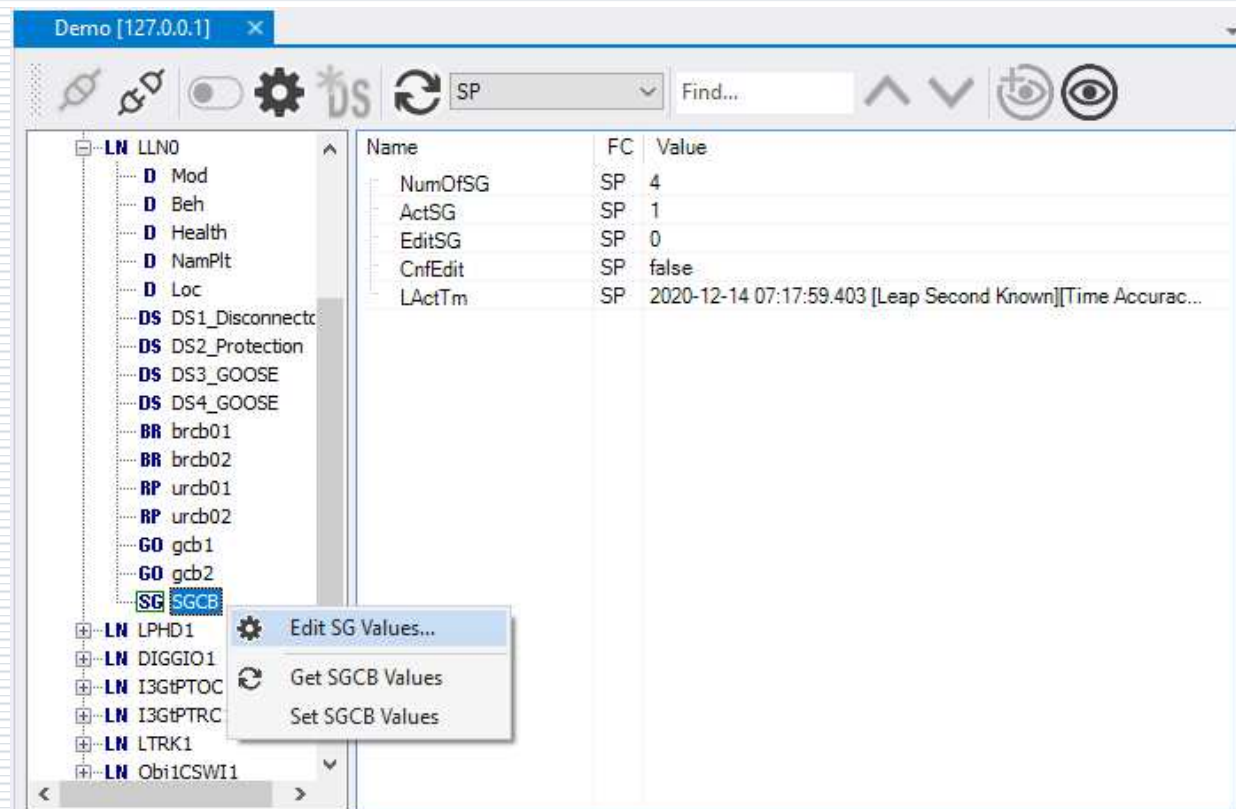 Demo [127.0.0.1] ×
DS SP Find...
LN LLN0
D Mod
D Beh
D Health
D NamPlt
D Loc
DS DS1_Disconnectc
DS DS2_Protection
DS DS3_GOOSE
DS DS4_GOOSE
BR brcb01
BR brcb02
RP urcb01
RP urcb02
GO gcb1
GO gcb2
SG SGCB
LN LPHD1
LN DIGGIO1
LN I3GtPTOC
LN I3GtPTRC
LN LTRK1
LN Obi1CSWI1
Name FC Value
NumOfSG SP 4
ActSG SP 1
EditSG SP 0
CnfEdit SP false
LActTm SP 2020-12-14 07:17:59.403 [Leap Second Known][Time Accurac...
Edit SG Values...
Get SGCB Values
Set SGCB Values